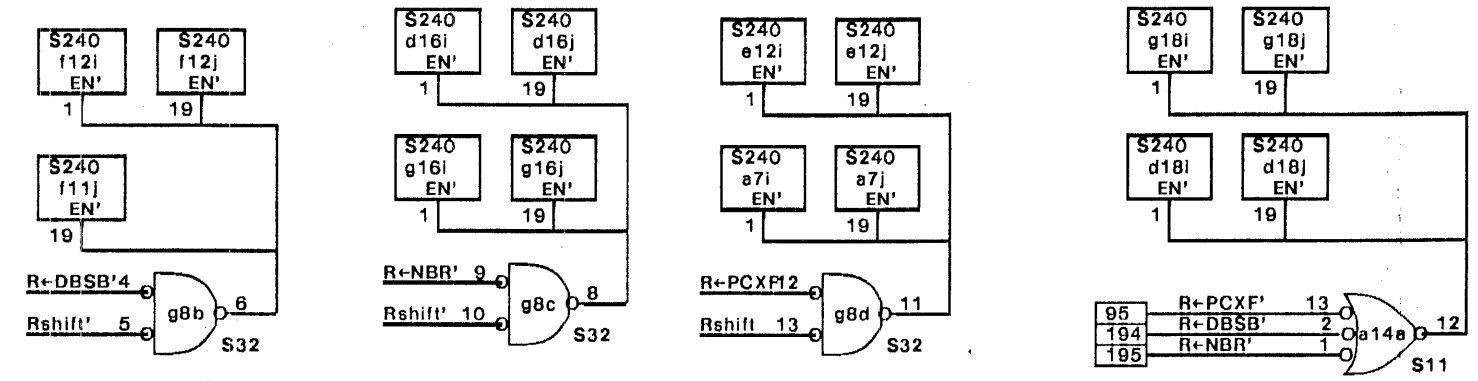 S240
f12i
EN'
1
S240
f12j
EN'
19
S240
f11j
EN'
19
R←DBSB' 4
Rshift' 5
g8b
6
S32
S240
d16i
EN'
1
S240
d16j
EN'
19
S240
g16i
EN'
1
S240
g16j
EN'
19
R←NBR' 9
Rshift' 10
g8c
8
S32
S240
e12i
EN'
1
S240
e12j
EN'
19
S240
a7i
EN'
1
S240
a7j
EN'
19
R←PCXF'12
Rshift 13
g8d
11
S32
S240
g18i
EN'
1
S240
g18j
EN'
19
S240
d18i
EN'
1
S240
d18j
EN'
19
95 R←PCXF' 13
194 R←DBSB' 2
195 R←NBR' 1
a14a
12
S11